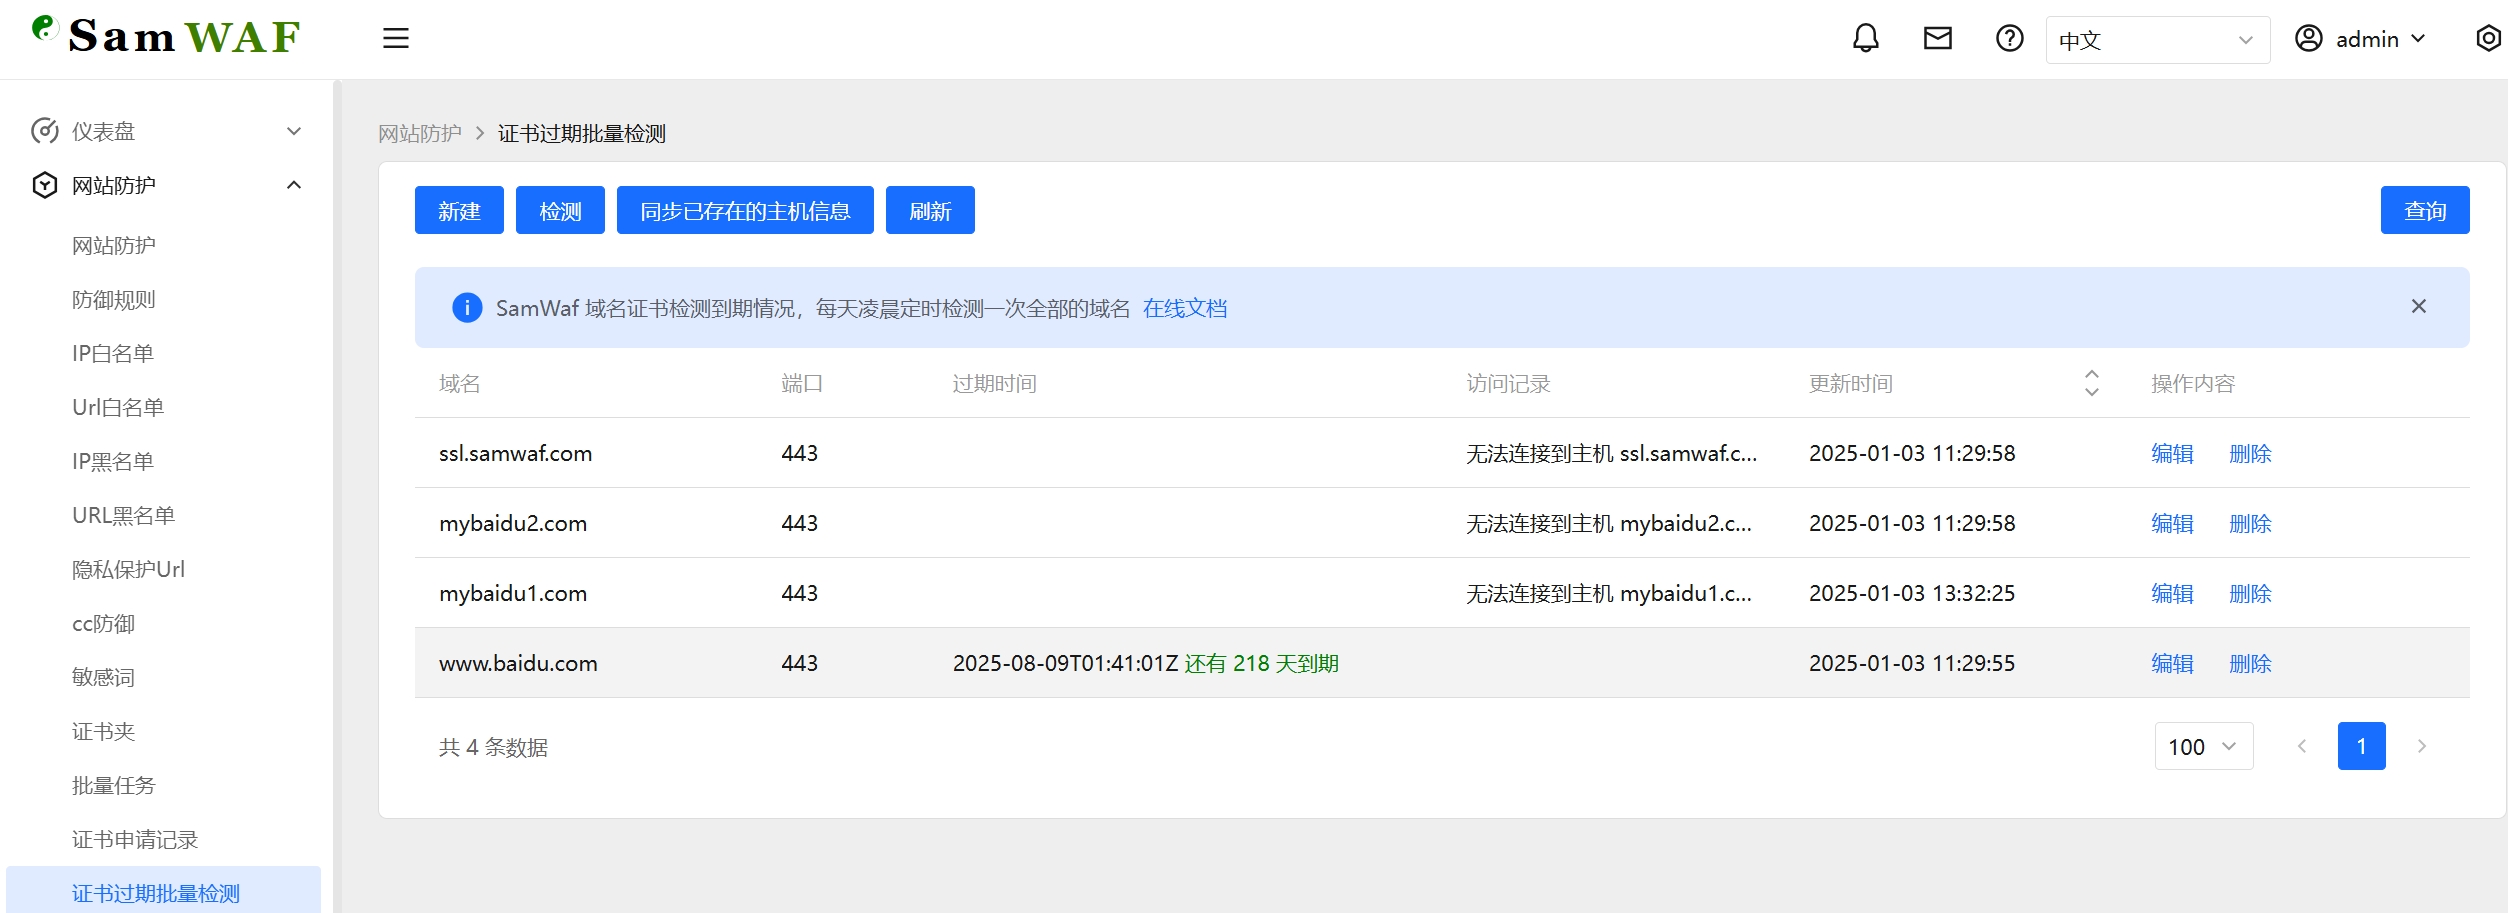 Sam WAF
中文
admin
仪表盘
网站防护
网站防护
防御规则
IP白名单
Url白名单
IP黑名单
URL黑名单
隐私保护Url
cc防御
敏感词
证书夹
批量任务
证书申请记录
证书过期批量检测
网站防护 > 证书过期批量检测
新建 检测 同步已存在的主机信息 刷新 查询
SamWaf 域名证书检测到期情况，每天凌晨定时检测一次全部的域名 在线文档
域名 端口 过期时间 访问记录 更新时间 操作内容
ssl.samwaf.com 443 无法连接到主机 ssl.samwaf.c... 2025-01-03 11:29:58 编辑 删除
mybaidu2.com 443 无法连接到主机 mybaidu2.c... 2025-01-03 11:29:58 编辑 删除
mybaidu1.com 443 无法连接到主机 mybaidu1.c... 2025-01-03 13:32:25 编辑 删除
www.baidu.com 443 2025-08-09T01:41:01Z 还有 218 天到期 2025-01-03 11:29:55 编辑 删除
共 4 条数据 100 1